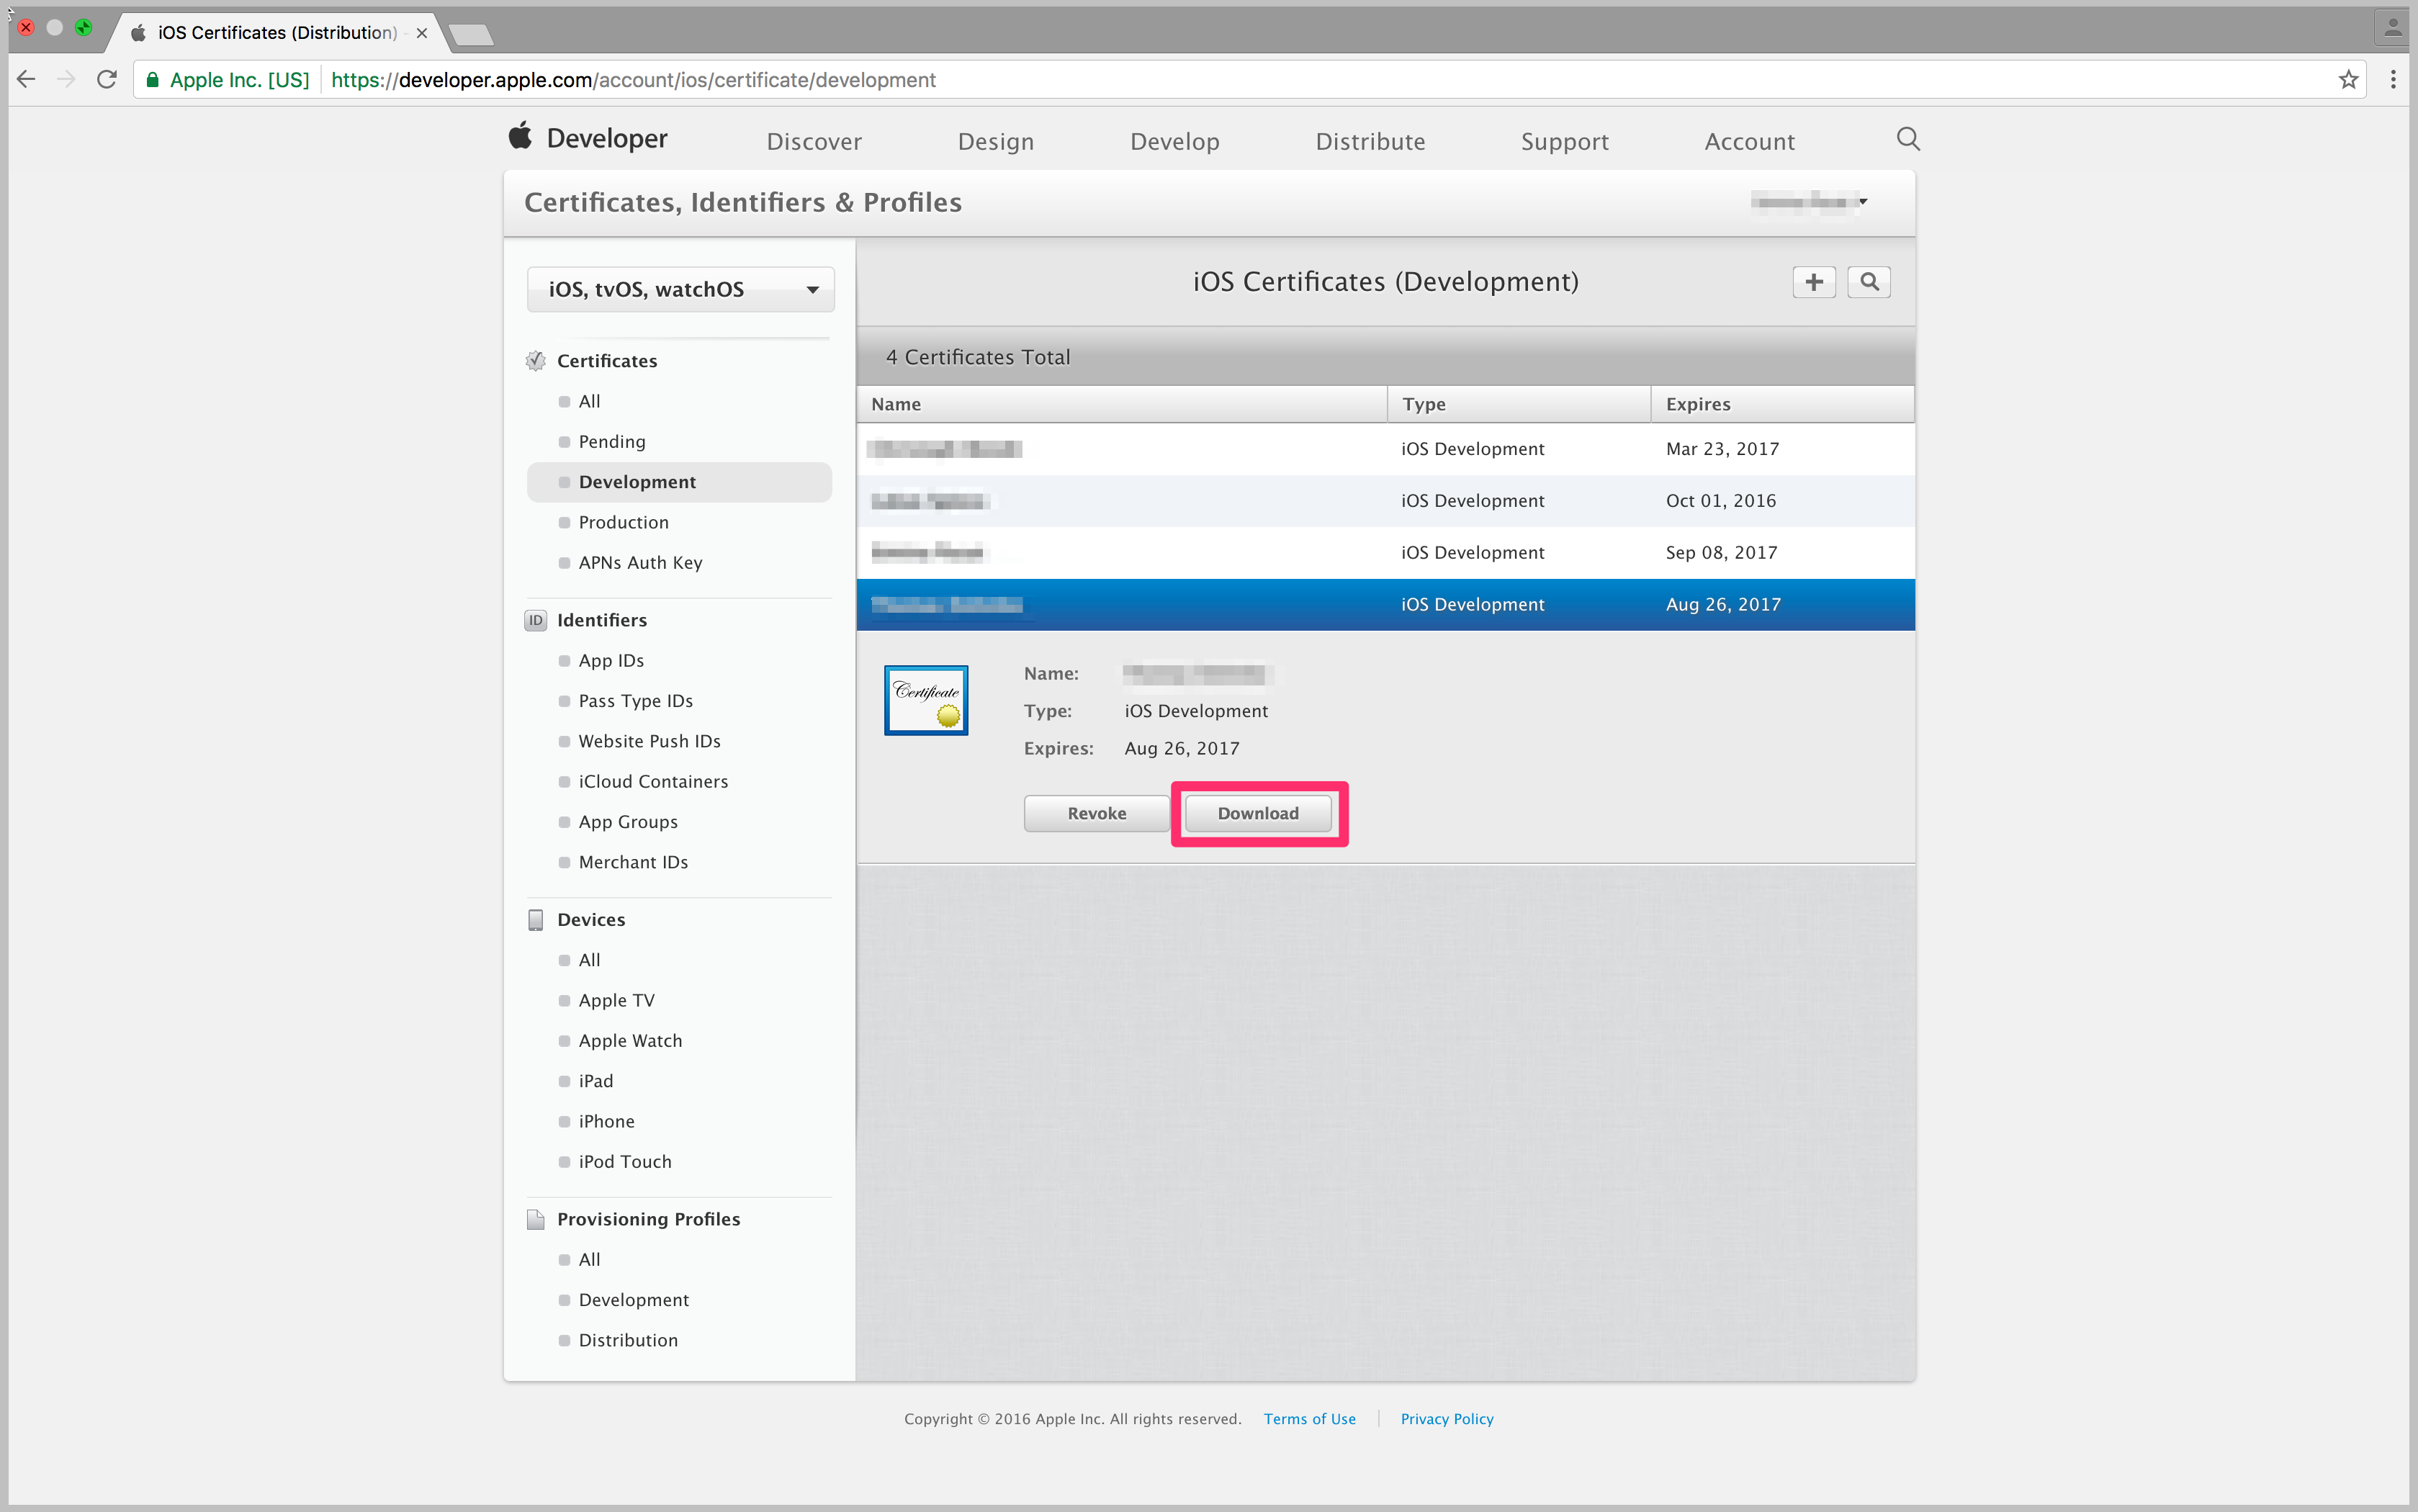 iOS Certificates (Distribution) -
Apple Inc. [US] https://developer.apple.com/account/ios/certificate/development
Developer Discover Design Develop Distribute Support Account
Certificates, Identifiers & Profiles
iOS, tvOS, watchOS
Certificates
All
Pending
Development
Production
APNs Auth Key
ID Identifiers
App IDs
Pass Type IDs
Website Push IDs
iCloud Containers
App Groups
Merchant IDs
Devices
All
Apple TV
Apple Watch
iPad
iPhone
iPod Touch
Provisioning Profiles
All
Development
Distribution
iOS Certificates (Development)
4 Certificates Total
Name Type Expires
iOS Development Mar 23, 2017
iOS Development Oct 01, 2016
iOS Development Sep 08, 2017
iOS Development Aug 26, 2017
Certificate
Name:
Type: iOS Development
Expires: Aug 26, 2017
Revoke Download
Copyright © 2016 Apple Inc. All rights reserved. Terms of Use Privacy Policy